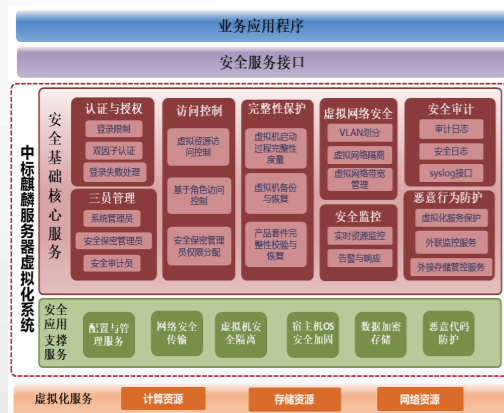 业务应用程序
安全服务接口
中标麒麟服务器虚拟化系统
安全基础核心服务
认证与授权
登录限制
双因子认证
登录失败处理
三员管理
系统管理员
安全保密管理员
安全审计员
访问控制
虚拟资源访
问控制
基于角色访问
控制
安全保密管理
员权限分配
完整性保护
虚拟机启动
过程完整性
度量
虚拟机备份
与恢复
产品套件完
整性校验与
恢复
虚拟网络安全
VLAN划分
虚拟网络隔离
虚拟网络带宽
管理
安全监控
实时资源监控
告警与响应
安全审计
审计日志
安全日志
syslog接口
恶意行为防护
虚拟化服务保护
外联监控服务
外接存储管控服务
安全
应用
支撑
服务
配置与管
理服务
网络安全
传输
虚拟机安
全隔离
宿主机OS
安全加固
数据加密
存储
恶意代码
防护
虚拟化服务
计算资源
存储资源
网络资源